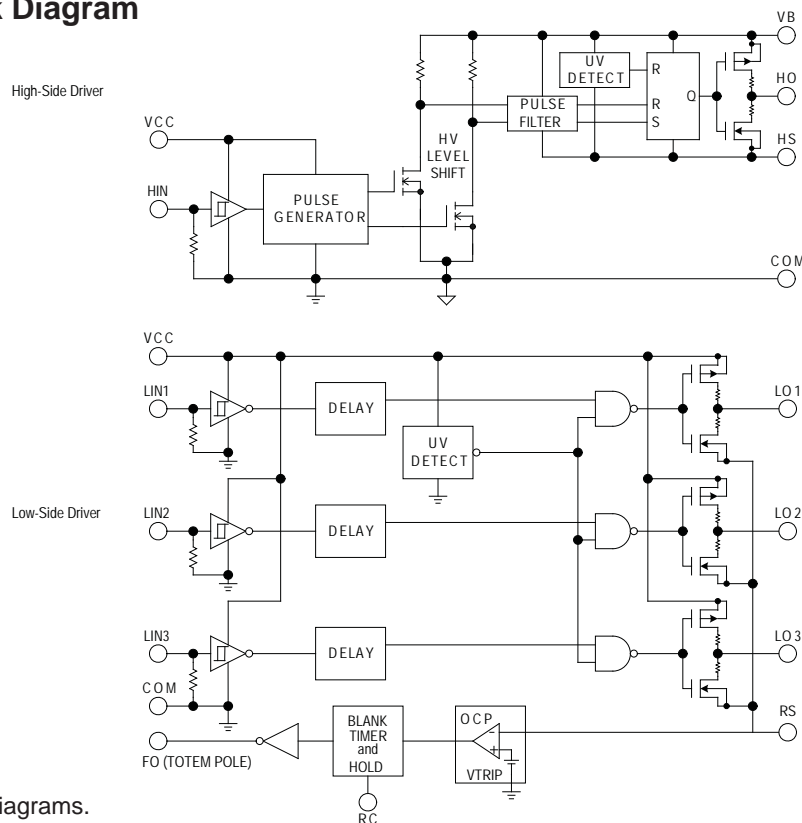 k Diagram
VB
High-Side Driver
UV
DETECT
R
HO
VCC
PULSE
FILTER
R
S
Q
HV
LEVEL
SHIFT
HS
HIN
PULSE
GENERATOR
COM
VCC
LIN1
DELAY
LO1
UV
DETECT
Low-Side Driver
LIN2
DELAY
LO2
LIN3
DELAY
LO3
COM
BLANK
TIMER
and
HOLD
OCP
-
+
VTRIP
RS
FO (TOTEM POLE)
RC
iagrams.